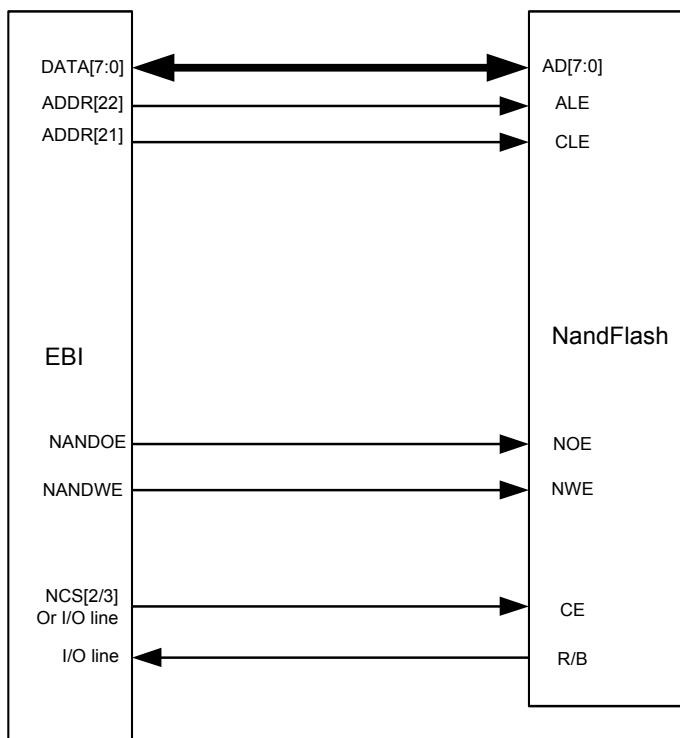 DATA[7:0]
AD[7:0]
ADDR[22]
ALE
ADDR[21]
CLE
EBI
NandFlash
NANDOE
NOE
NANDWE
NWE
NCS[2/3]
Or I/O line
CE
I/O line
R/B